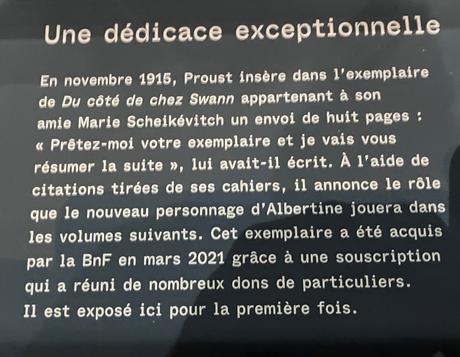 Une dédicace exceptionnelle
En novembre 1915, Proust insère dans l'exemplaire
de Du côté de chez Swann appartenant à son
amie Marie Scheikévitch un envoi de huit pages :
« Prêtez-moi votre exemplaire et je vais vous
résumer la suite », lui avait-il écrit. À l'aide de
citations tirées de ses cahiers, il annonce le rôle
que le nouveau personnage d'Albertine jouera dans
les volumes suivants. Cet exemplaire a été acquis
par la BnF en mars 2021 grâce à une souscription
qui a réuni de nombreux dons de particuliers.
Il est exposé ici pour la première fois.